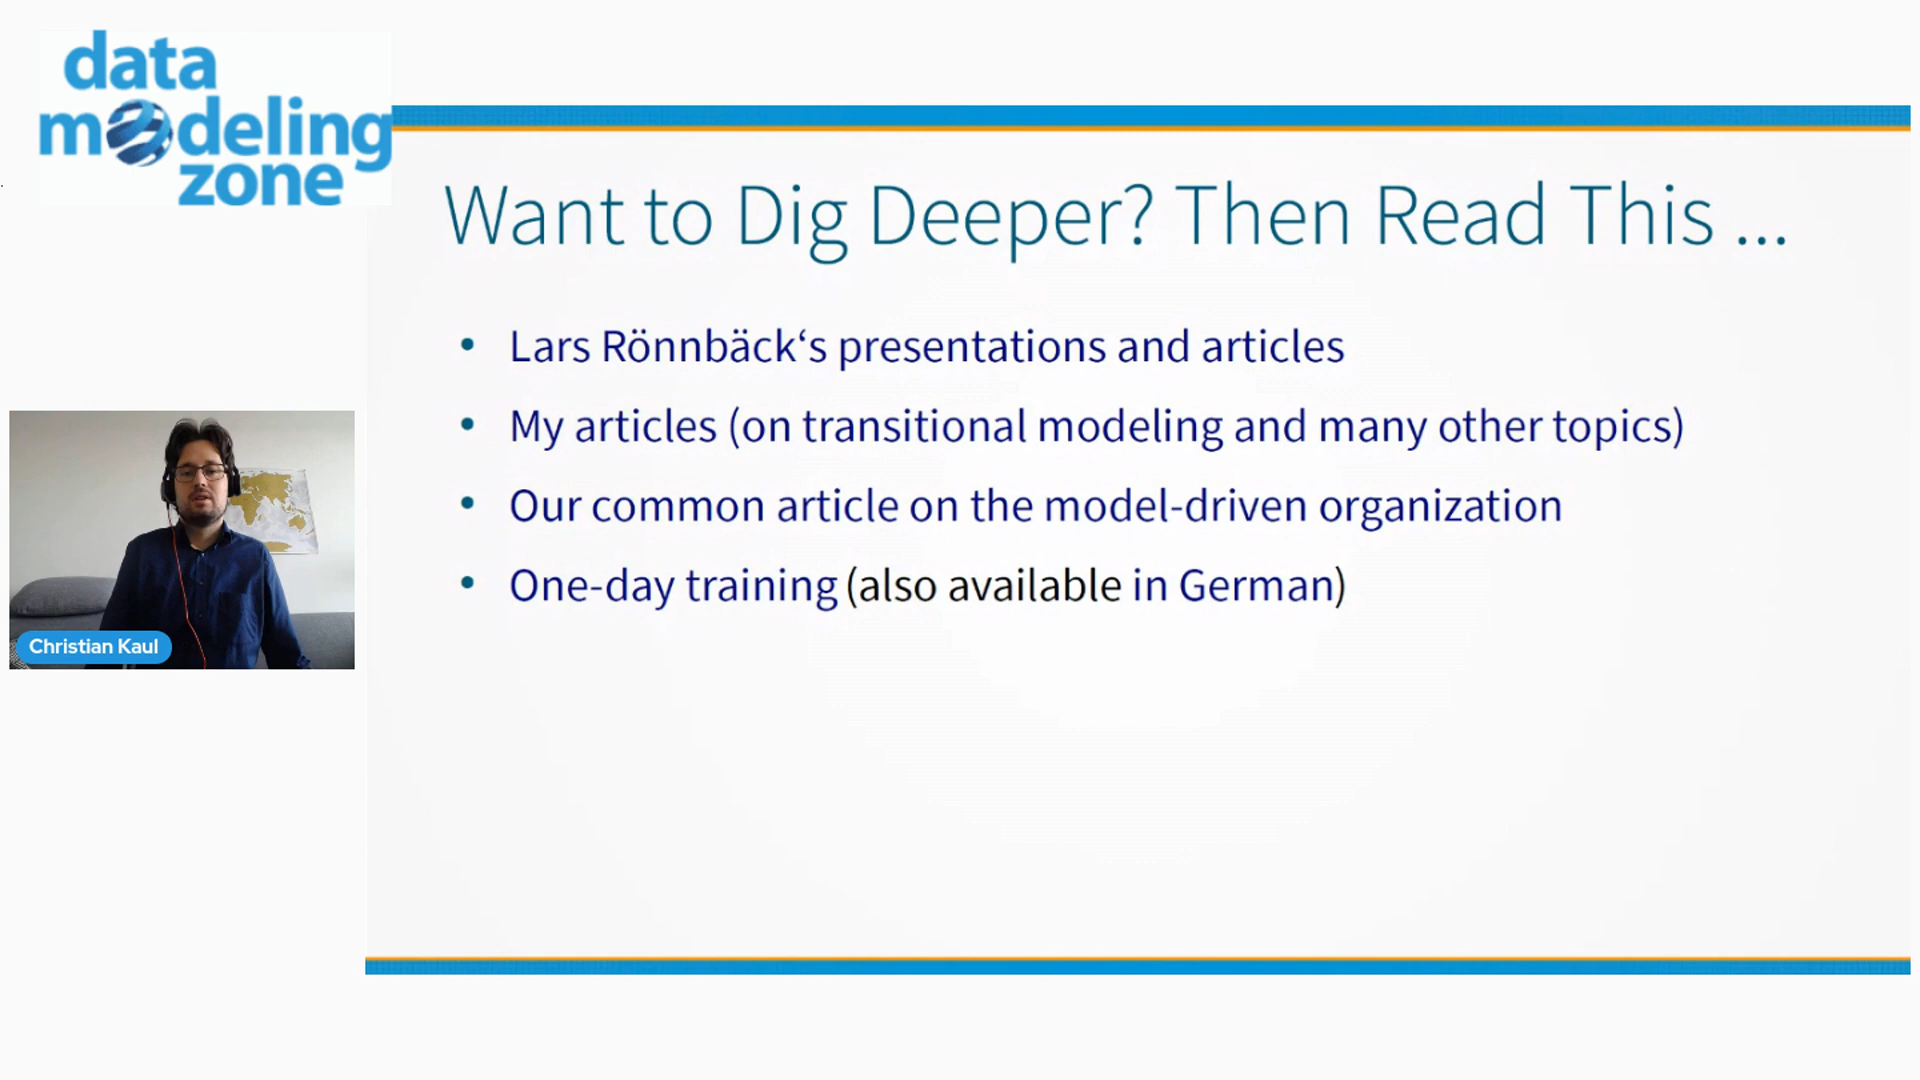 data
modeling
zone
Want to Dig Deeper? Then Read This ...
• Lars Rönnbäck‘s presentations and articles
• My articles (on transitional modeling and many other topics)
• Our common article on the model-driven organization
• One-day training (also available in German)
Christian Kaul